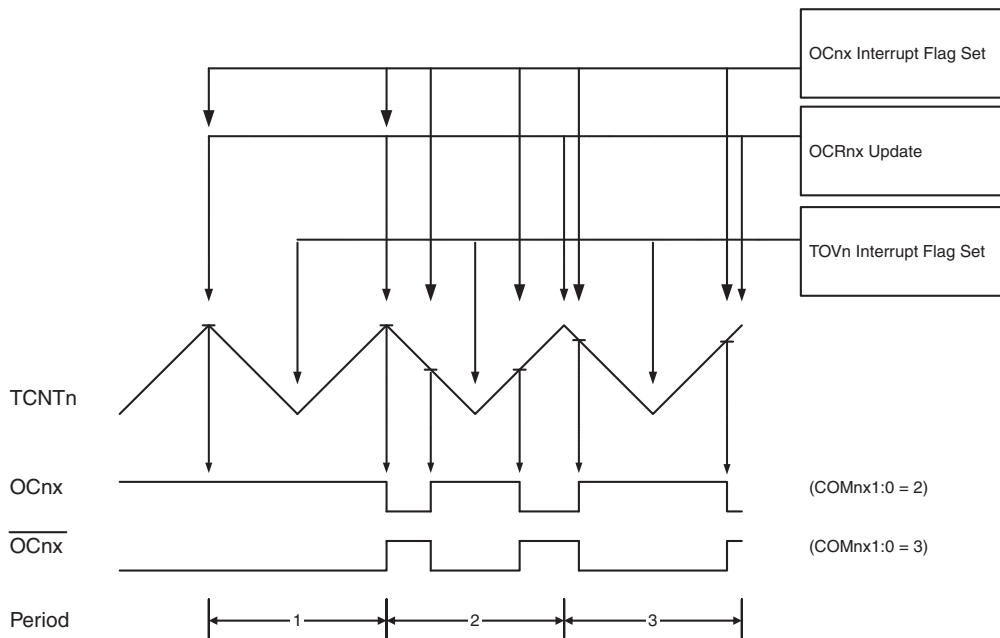 OCnx Interrupt Flag Set
OCRnx Update
TOVn Interrupt Flag Set
TCNTn
OCnx
(COMnx1:0 = 2)
OCnx
(COMnx1:0 = 3)
Period
1
2
3